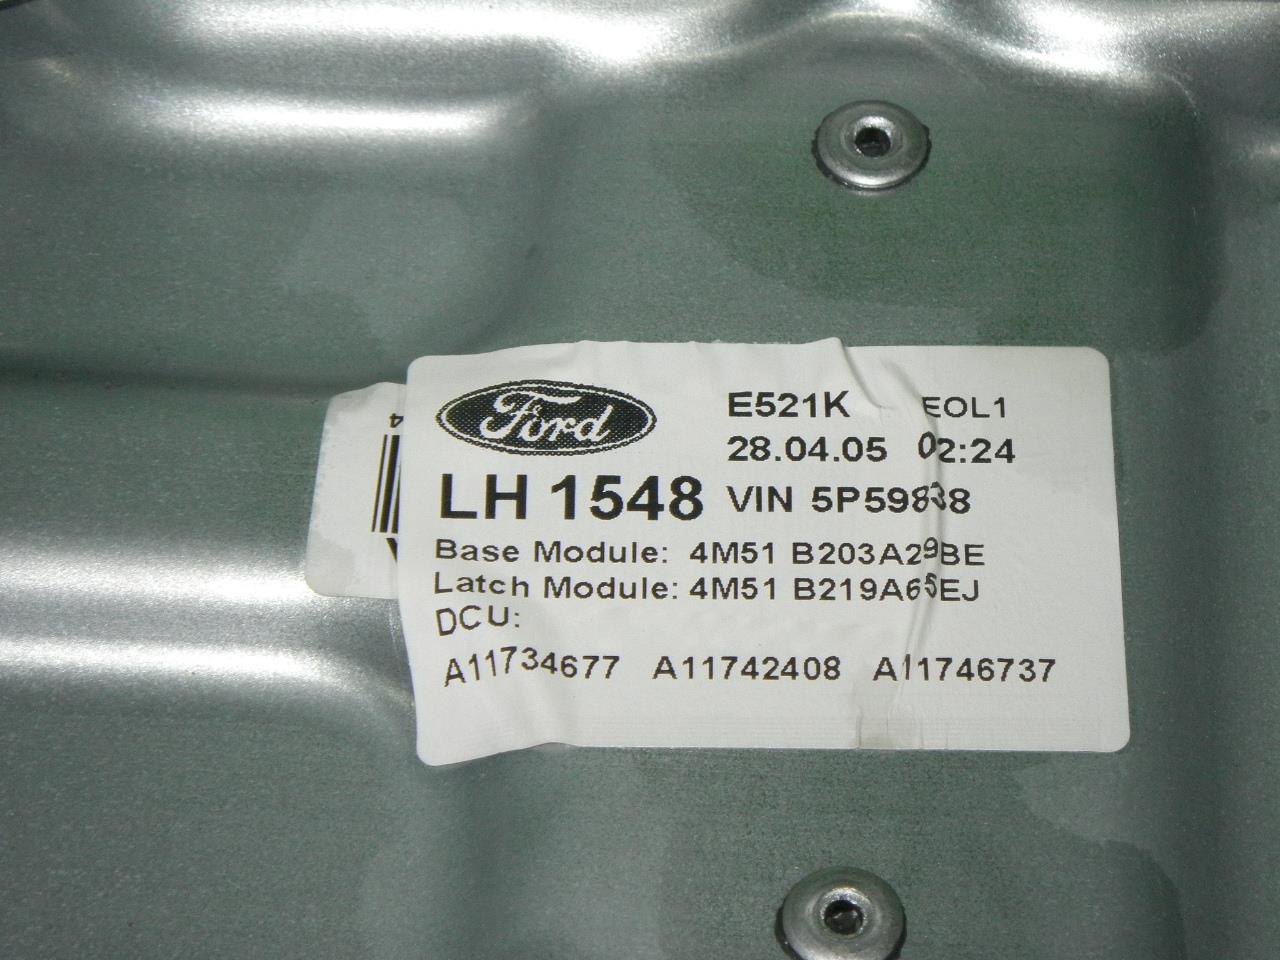 Ford
E521K EOL1
28.04.05 02:24
LH 1548 VIN 5P59838
Base Module: 4M51 B203A29BE
Latch Module: 4M51 B219A65EJ
DCU:
A11734677 A11742408 A11746737
4